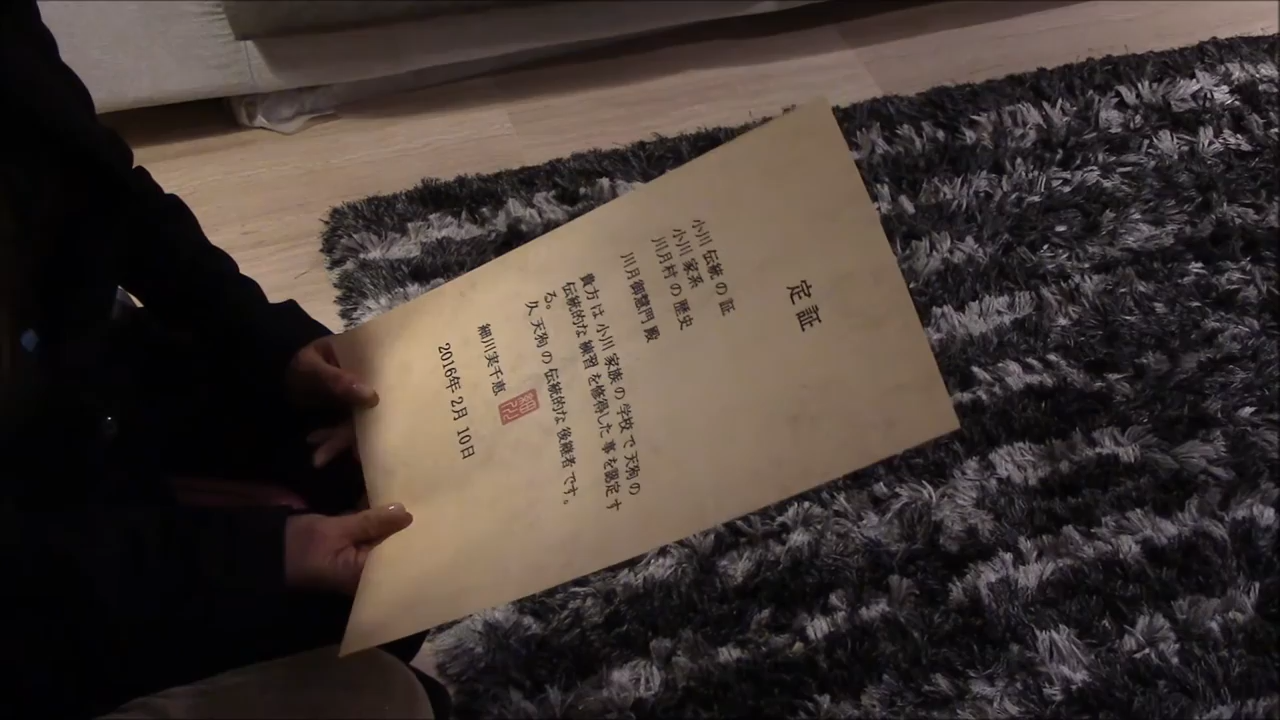 定証
小川 伝統 の 証
小川 家系
川月村 の 歴史
川月御慧門 殿
貴方 は 小川 家族 の 学校 で 天狗 の
伝統的な 練習 を修得した 事 を認定 す
る。
久 天狗 の 伝統的な 後継者 です。
細川実千恵
2016年 2月 10日